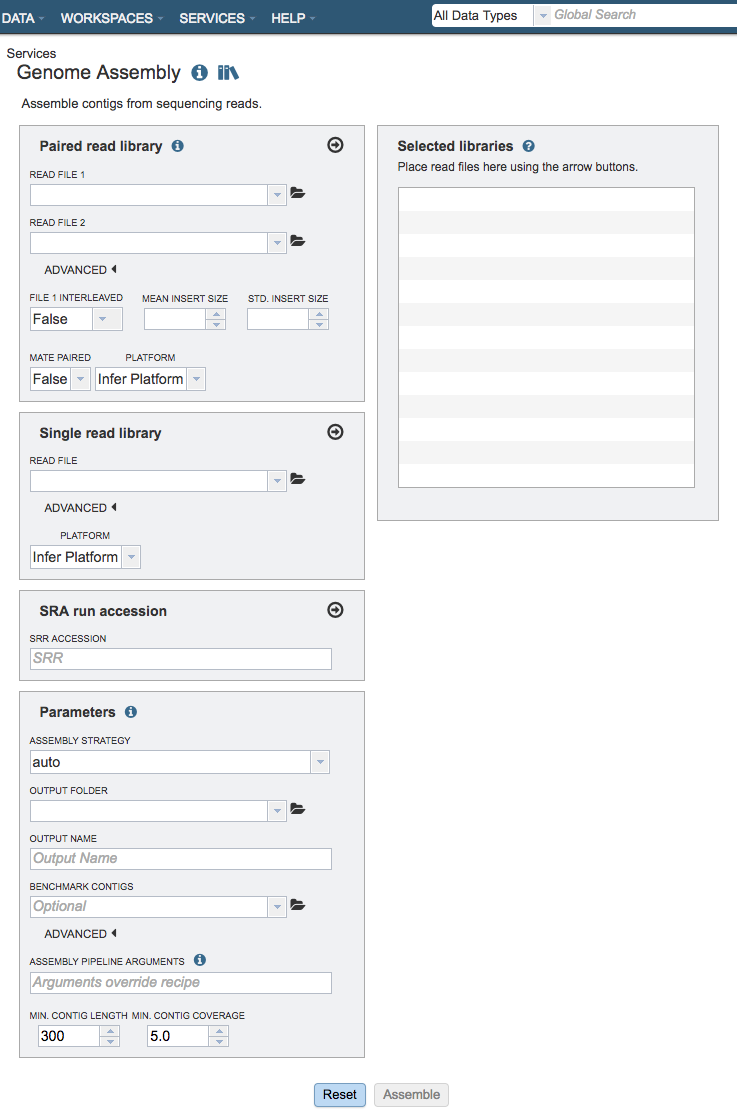 DATA WORKSPACES SERVICES HELP All Data Types Global Search
Services
Genome Assembly
Assemble contigs from sequencing reads.
Paired read library
READ FILE 1
READ FILE 2
ADVANCED
FILE 1 INTERLEAVED MEAN INSERT SIZE STD. INSERT SIZE
False
MATE PAIRED PLATFORM
False Infer Platform
Single read library
READ FILE
ADVANCED
PLATFORM
Infer Platform
SRA run accession
SRR ACCESSION
SRR
Parameters
ASSEMBLY STRATEGY
auto
OUTPUT FOLDER
OUTPUT NAME
Output Name
BENCHMARK CONTIGS
Optional
ADVANCED
ASSEMBLY PIPELINE ARGUMENTS
Arguments override recipe
MIN. CONTIG LENGTH MIN. CONTIG COVERAGE
300 5.0
Selected libraries
Place read files here using the arrow buttons.
Reset Assemble